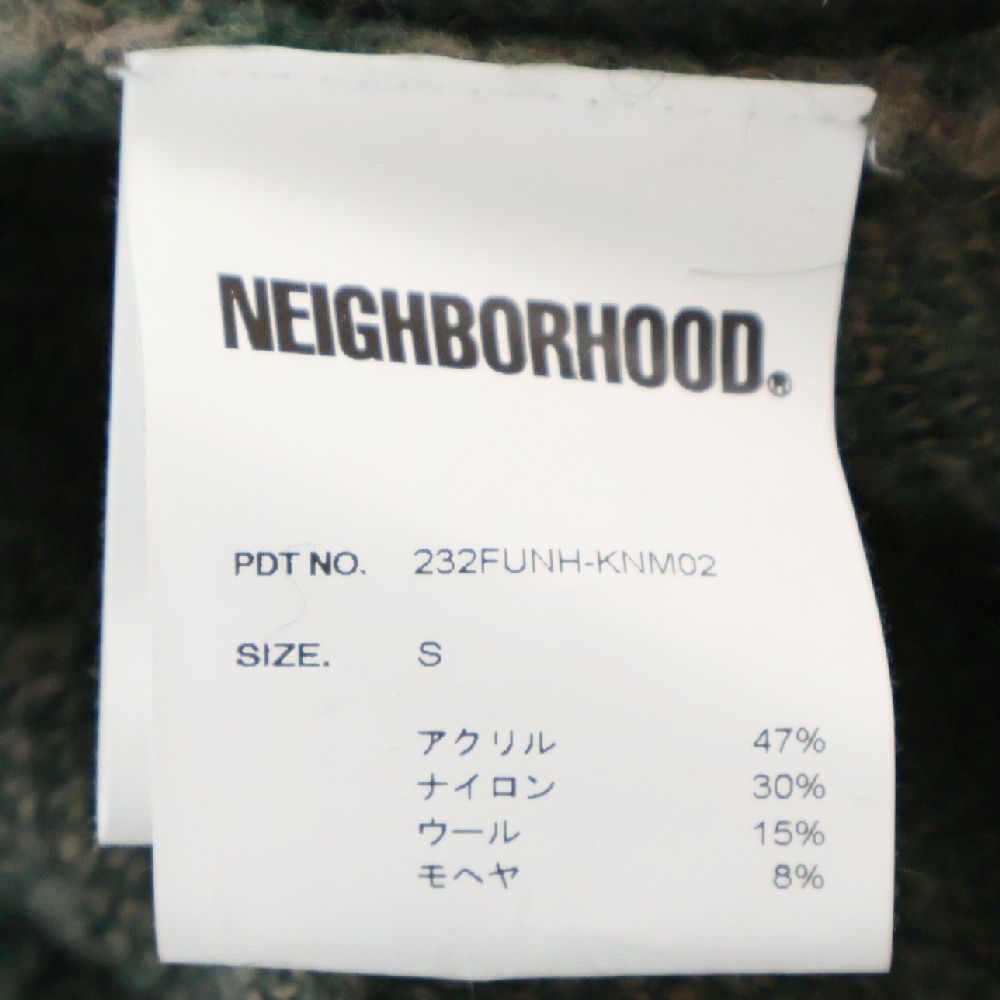 NEIGHBORHOOD.®
PDT NO. 232FUNH-KNM02
SIZE. S
アクリル 47%
ナイロン 30%
ウール 15%
モヘヤ 8%